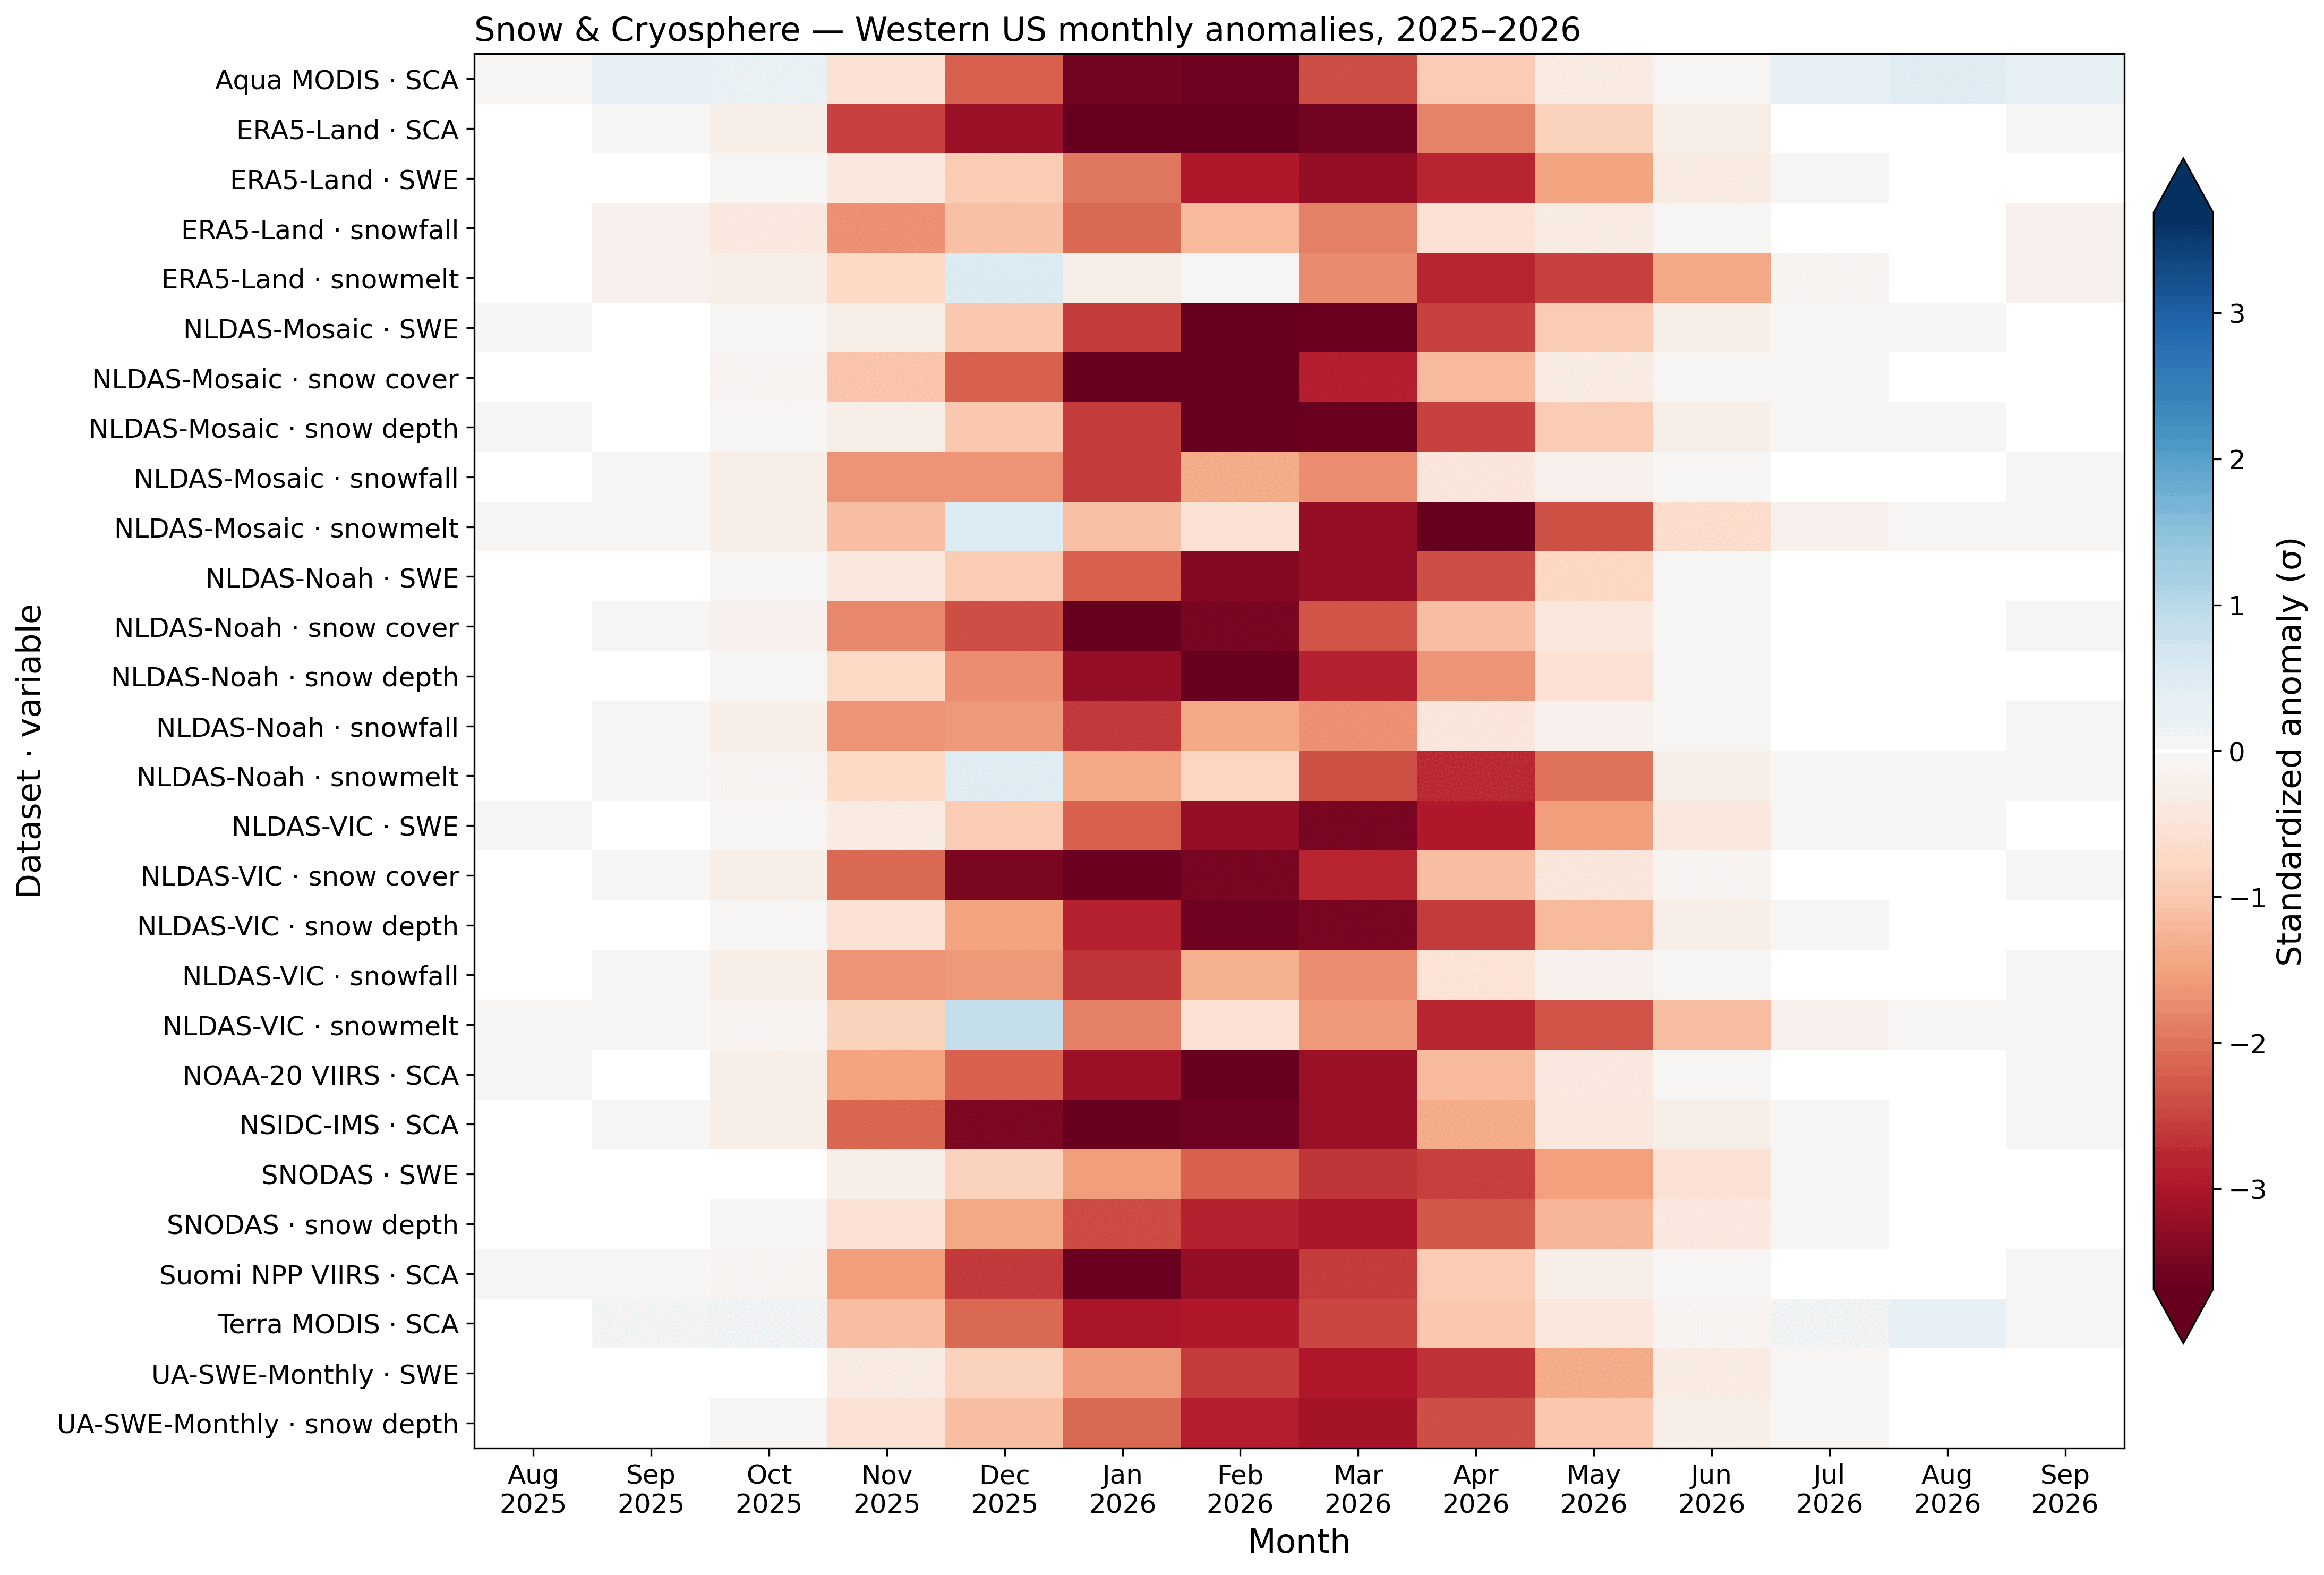 Snow & Cryosphere — Western US monthly anomalies, 2025–2026
Dataset · variable
Aqua MODIS · SCA
ERA5-Land · SCA
ERA5-Land · SWE
ERA5-Land · snowfall
ERA5-Land · snowmelt
NLDAS-Mosaic · SWE
NLDAS-Mosaic · snow cover
NLDAS-Mosaic · snow depth
NLDAS-Mosaic · snowfall
NLDAS-Mosaic · snowmelt
NLDAS-Noah · SWE
NLDAS-Noah · snow cover
NLDAS-Noah · snow depth
NLDAS-Noah · snowfall
NLDAS-Noah · snowmelt
NLDAS-VIC · SWE
NLDAS-VIC · snow cover
NLDAS-VIC · snow depth
NLDAS-VIC · snowfall
NLDAS-VIC · snowmelt
NOAA-20 VIIRS · SCA
NSIDC-IMS · SCA
SNODAS · SWE
SNODAS · snow depth
Suomi NPP VIIRS · SCA
Terra MODIS · SCA
UA-SWE-Monthly · SWE
UA-SWE-Monthly · snow depth
Aug Sep Oct Nov Dec Jan Feb Mar Apr May Jun Jul Aug Sep
2025 2025 2025 2025 2025 2026 2026 2026 2026 2026 2026 2026 2026 2026
Month
3
2
1
0
−1
−2
−3
Standardized anomaly (σ)